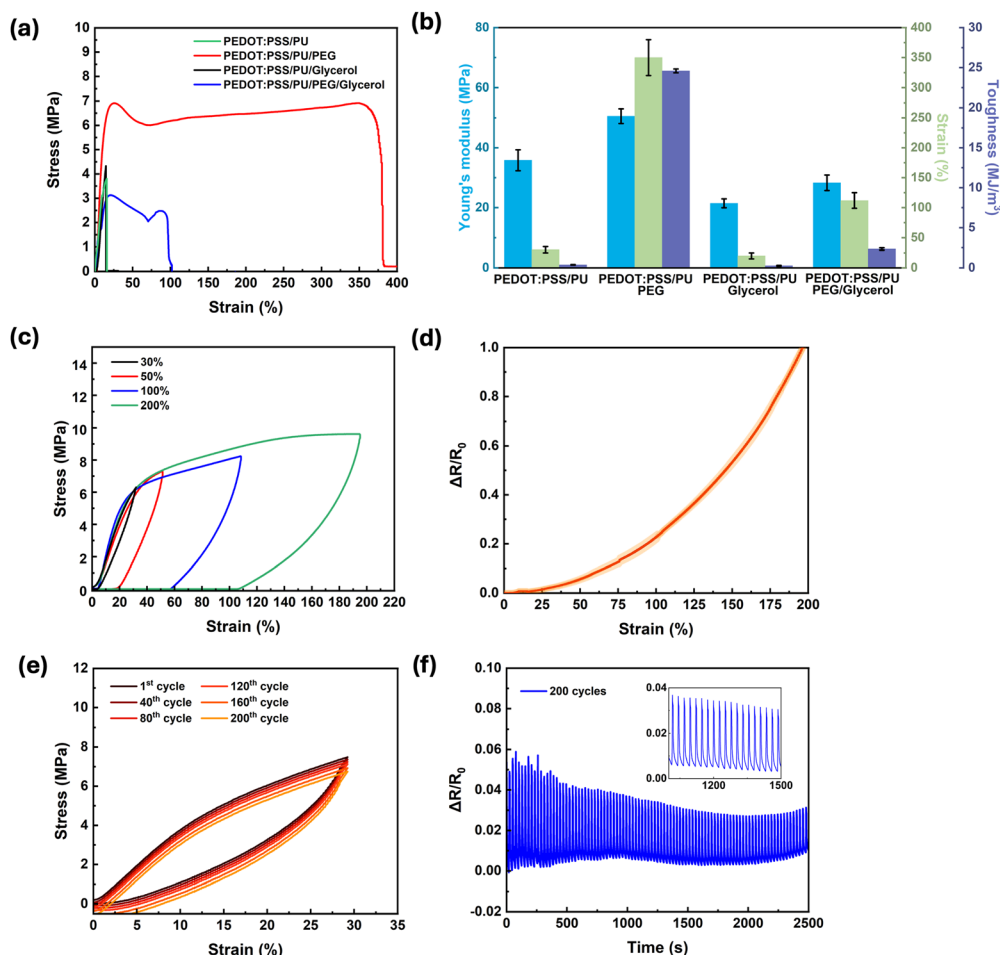 (a)
10
9
8
7
6
5
4
3
2
1
0
Stress (MPa)
PEDOT:PSS/PU
PEDOT:PSS/PU/PEG
PEDOT:PSS/PU/Glycerol
PEDOT:PSS/PU/PEG/Glycerol
0 50 100 150 200 250 300 350 400
Strain (%)
(b)
80
60
40
20
0
Young's modulus (MPa)
400
350
300
250
200
150
100
50
0
Strain (%)
30
20
10
0
Toughness (MJ/m³)
PEDOT:PSS/PU PEDOT:PSS/PU PEDOT:PSS/PU PEDOT:PSS/PU
PEG Glycerol PEG/Glycerol
(c)
14
12
10
8
6
4
2
0
Stress (MPa)
30%
50%
100%
200%
0 20 40 60 80 100 120 140 160 180 200 220
Strain (%)
(d)
1.0
0.8
0.6
0.4
0.2
0.0
ΔR/R₀
0 25 50 75 100 125 150 175 200
Strain (%)
(e)
12
10
8
6
4
2
0
Stress (MPa)
1st cycle 120th cycle
40th cycle 160th cycle
80th cycle 200th cycle
0 5 10 15 20 25 30 35
Strain (%)
(f)
0.10
0.08
0.06
0.04
0.02
0.00
-0.02
ΔR/R₀
200 cycles
0.04
0.02
0.00
1200 1500
0 500 1000 1500 2000 2500
Time (s)